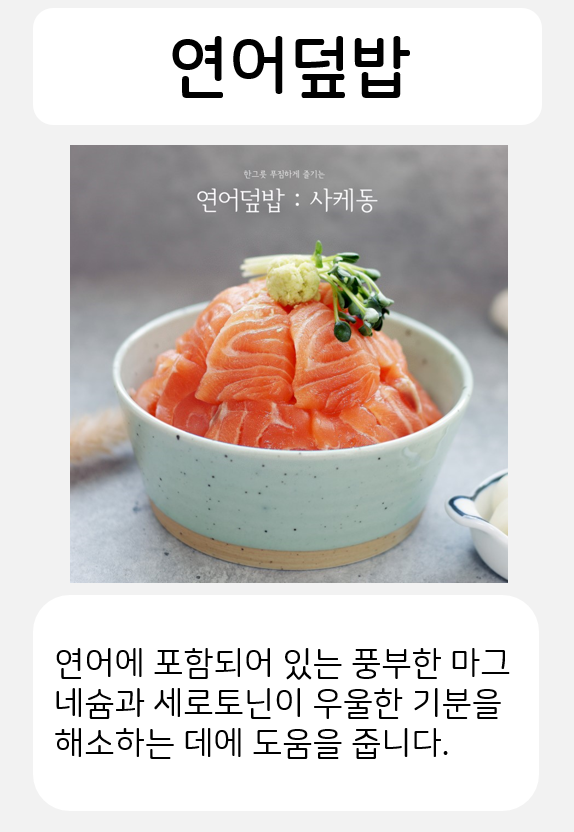 연어덮밥
한그릇 푸짐하게 즐기는
연어덮밥 : 사케동
연어에 포함되어 있는 풍부한 마그
네슘과 세로토닌이 우울한 기분을
해소하는 데에 도움을 줍니다.